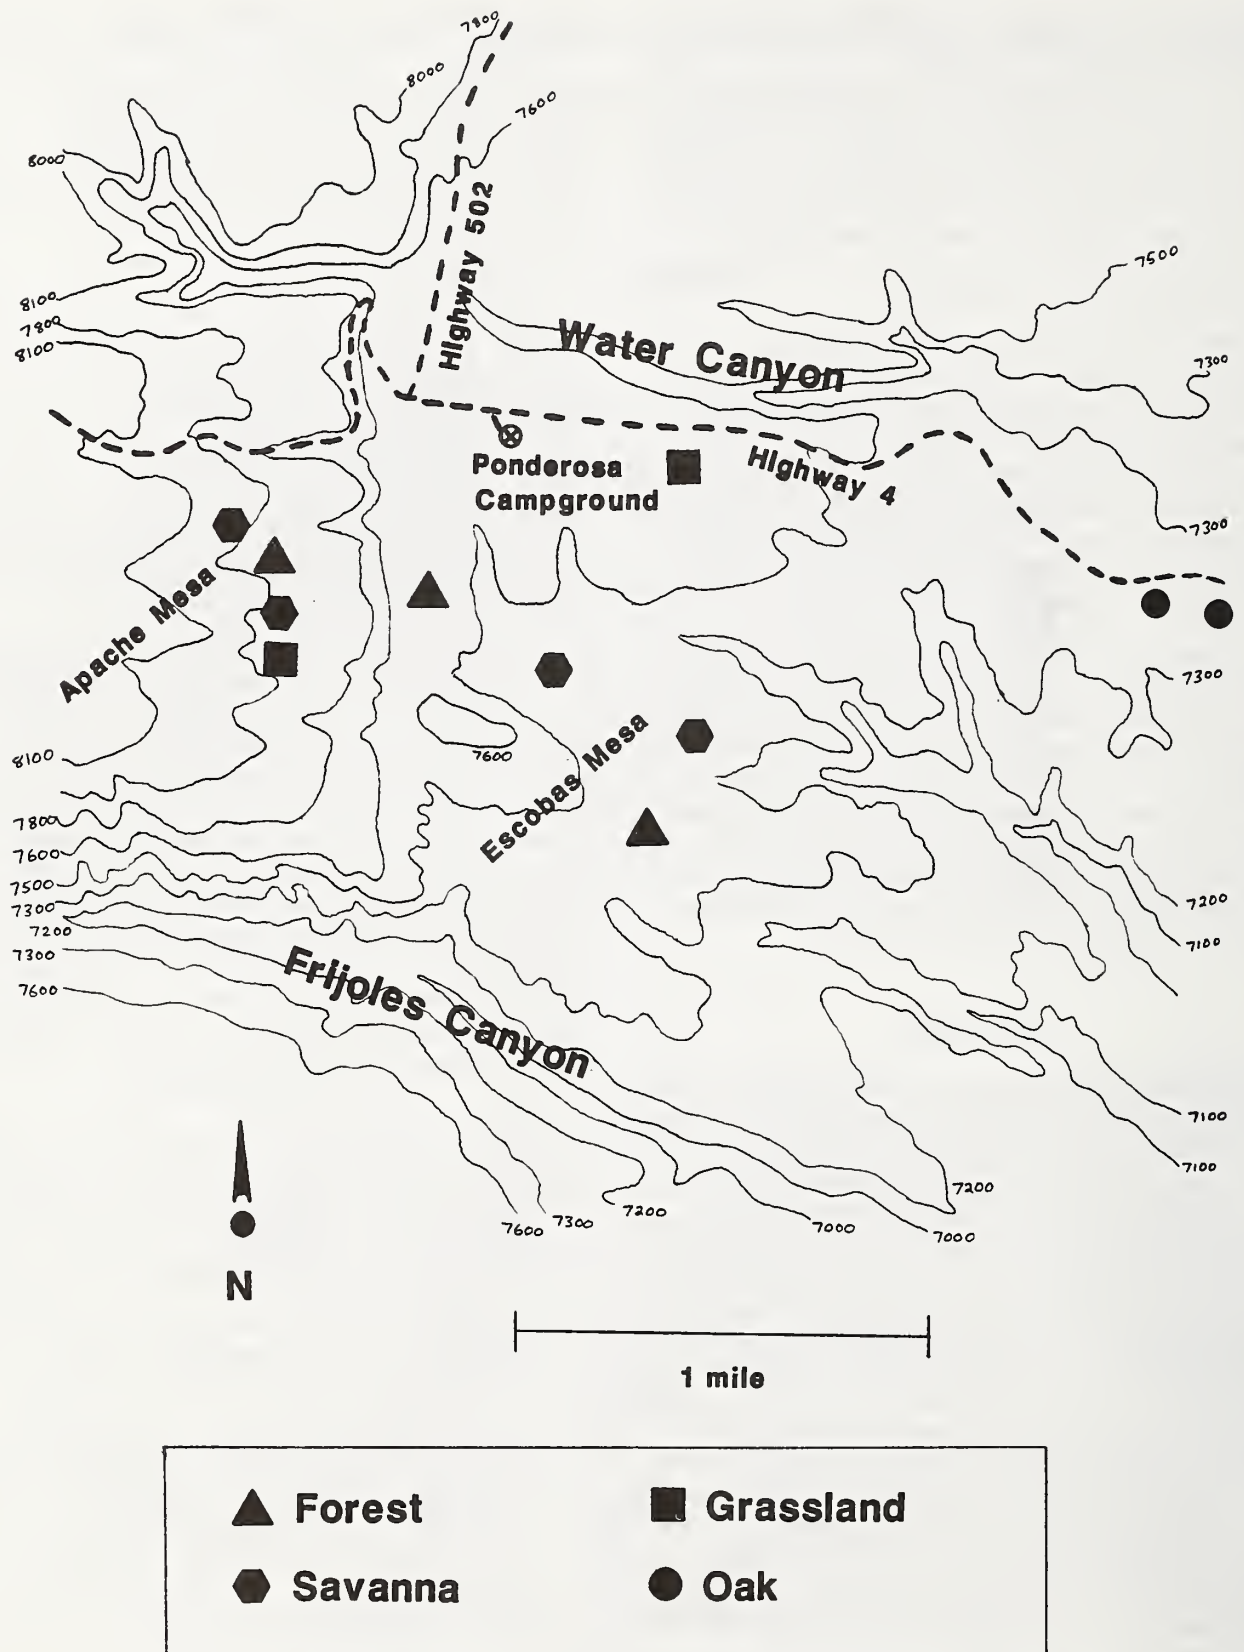 7800
8000
7600
8000
Highway 502
7500
8100
7800
8100
Water Canyon
7300
Ponderosa
Campground
Highway 4
7300
Apache Mesa
7300
8100
7600
Escobas Mesa
7800
7600
7500
7300
7200
7300
7600
7200
7100
Frijoles Canyon
7100
7100
7200
7200
7300
7600
7000
7000
N
1 mile
Forest
Grassland
Savanna
Oak